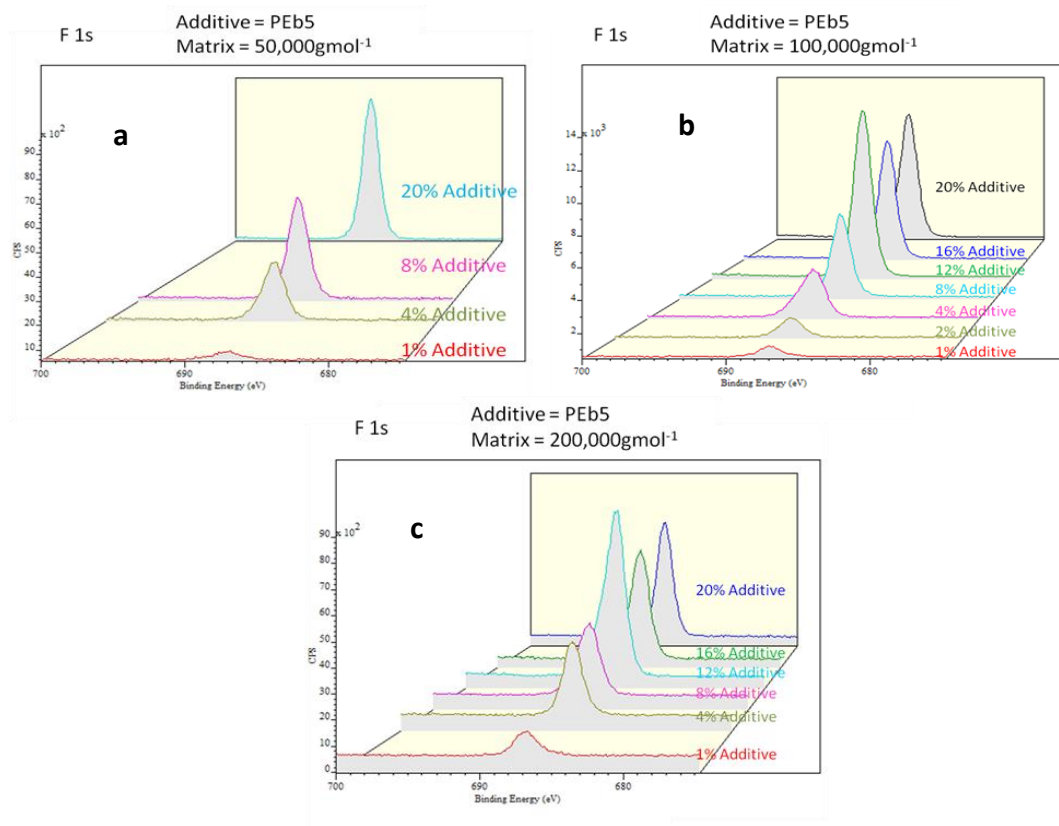 F 1s
Additive = PEb5
Matrix = 50,000gmol-1
a
x 10²
90
80
70
60
50
40
30
20
10
CPS
20% Additive
8% Additive
4% Additive
1% Additive
700
690
680
Binding Energy (eV)
F 1s
Additive = PEb5
Matrix = 100,000gmol-1
b
x 10³
14
12
10
8
6
4
2
CPS
20% Additive
16% Additive
12% Additive
8% Additive
4% Additive
2% Additive
1% Additive
700
690
680
Binding Energy (eV)
F 1s
Additive = PEb5
Matrix = 200,000gmol-1
c
x 10²
90
80
70
60
50
40
30
20
10
0
CPS
20% Additive
16% Additive
12% Additive
8% Additive
4% Additive
1% Additive
700
690
680
Binding Energy (eV)